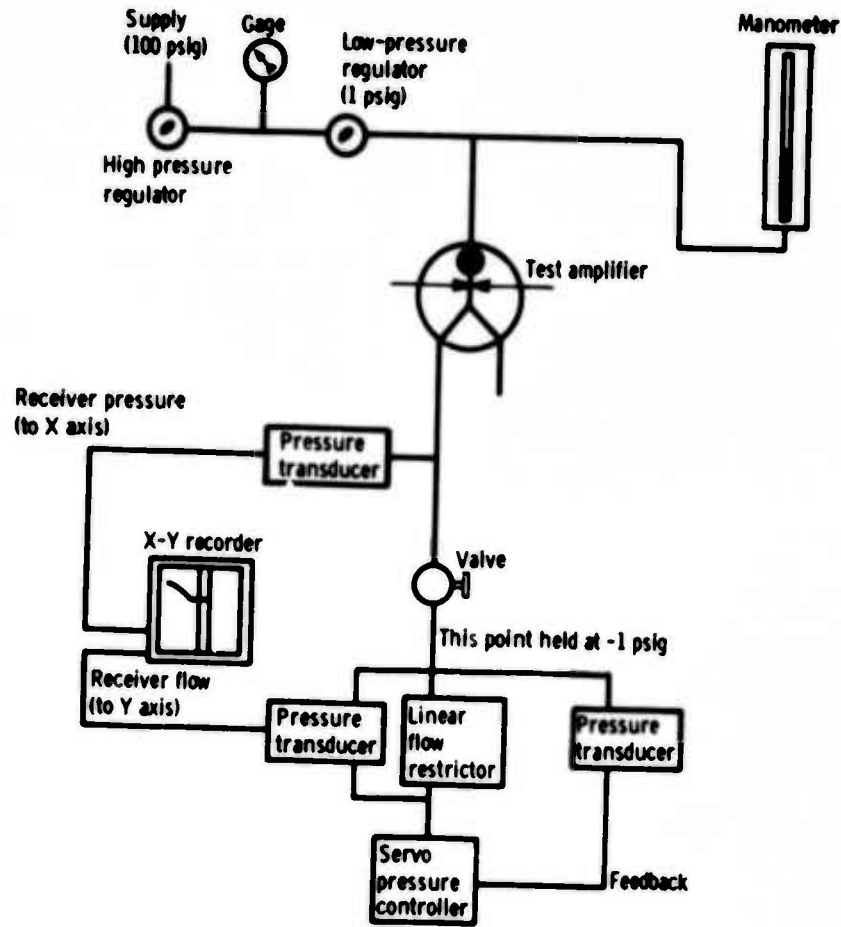 Supply
(100 psig)
Gage
Low-pressure
regulator
(1 psig)
Manometer
High pressure
regulator
Test amplifier
Receiver pressure
(to X axis)
Pressure
transducer
X-Y recorder
Valve
This point held at -1 psig
Receiver flow
(to Y axis)
Pressure
transducer
Linear
flow
restrictor
Pressure
transducer
Servo
pressure
controller
Feedback